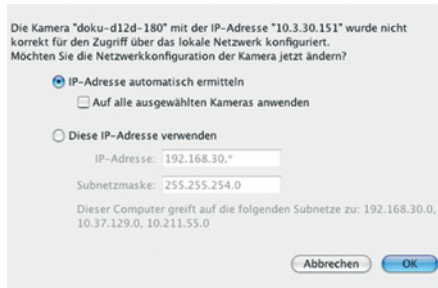 Die Kamera "doku-d12d-180" mit der IP-Adresse "10.3.30.151" wurde nicht
korrekt für den Zugriff über das lokale Netzwerk konfiguriert.
Möchten Sie die Netzwerkkonfiguration der Kamera jetzt ändern?
IP-Adresse automatisch ermitteln
Auf alle ausgewählten Kameras anwenden
Diese IP-Adresse verwenden
IP-Adresse: 192.168.30.*
Subnetzmaske: 255.255.254.0
Dieser Computer greift auf die folgenden Subnetze zu: 192.168.30.0,
10.37.129.0, 10.211.55.0
Abbrechen OK